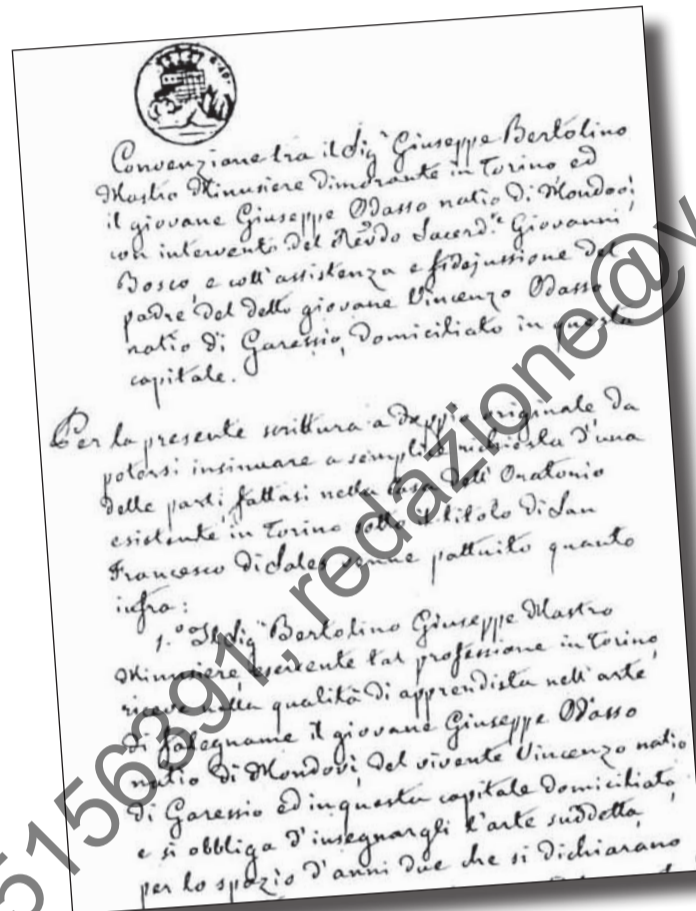 Convenzione tra il Sig.r Giuseppe Bertolino
Mastro Minusiere dimorante in Torino ed
il giovane Giuseppe Odasso natio di Mondovì
con intervento del Rev.do Sacerd.te Giovanni
Bosco e coll'assistenza e fidejussione del
padre del detto giovane Vincenzo Odasso
natio di Garessio, domiciliato in questa
capitale.
Per la presente scrittura a doppio originale da
potersi insinuare a semplice richiesta d'una
delle parti fattasi nella Casa dell'Oratorio
esistente in Torino sotto il titolo di San
Francesco di Sales venne pattuito quanto
infra:
1.º Il Sig.r Bertolino Giuseppe Mastro
Minusiere esercente tal professione in Torino,
riceve nella qualità di apprendista nell'arte
di falegname il giovane Giuseppe Odasso
natio di Mondovì, del vivente Vincenzo natio
di Garessio ed in questa capitale domiciliato,
e si obbliga d'insegnargli l'arte suddetta,
per lo spazio d'anni due che si dichiarano
5156391, redazione@v